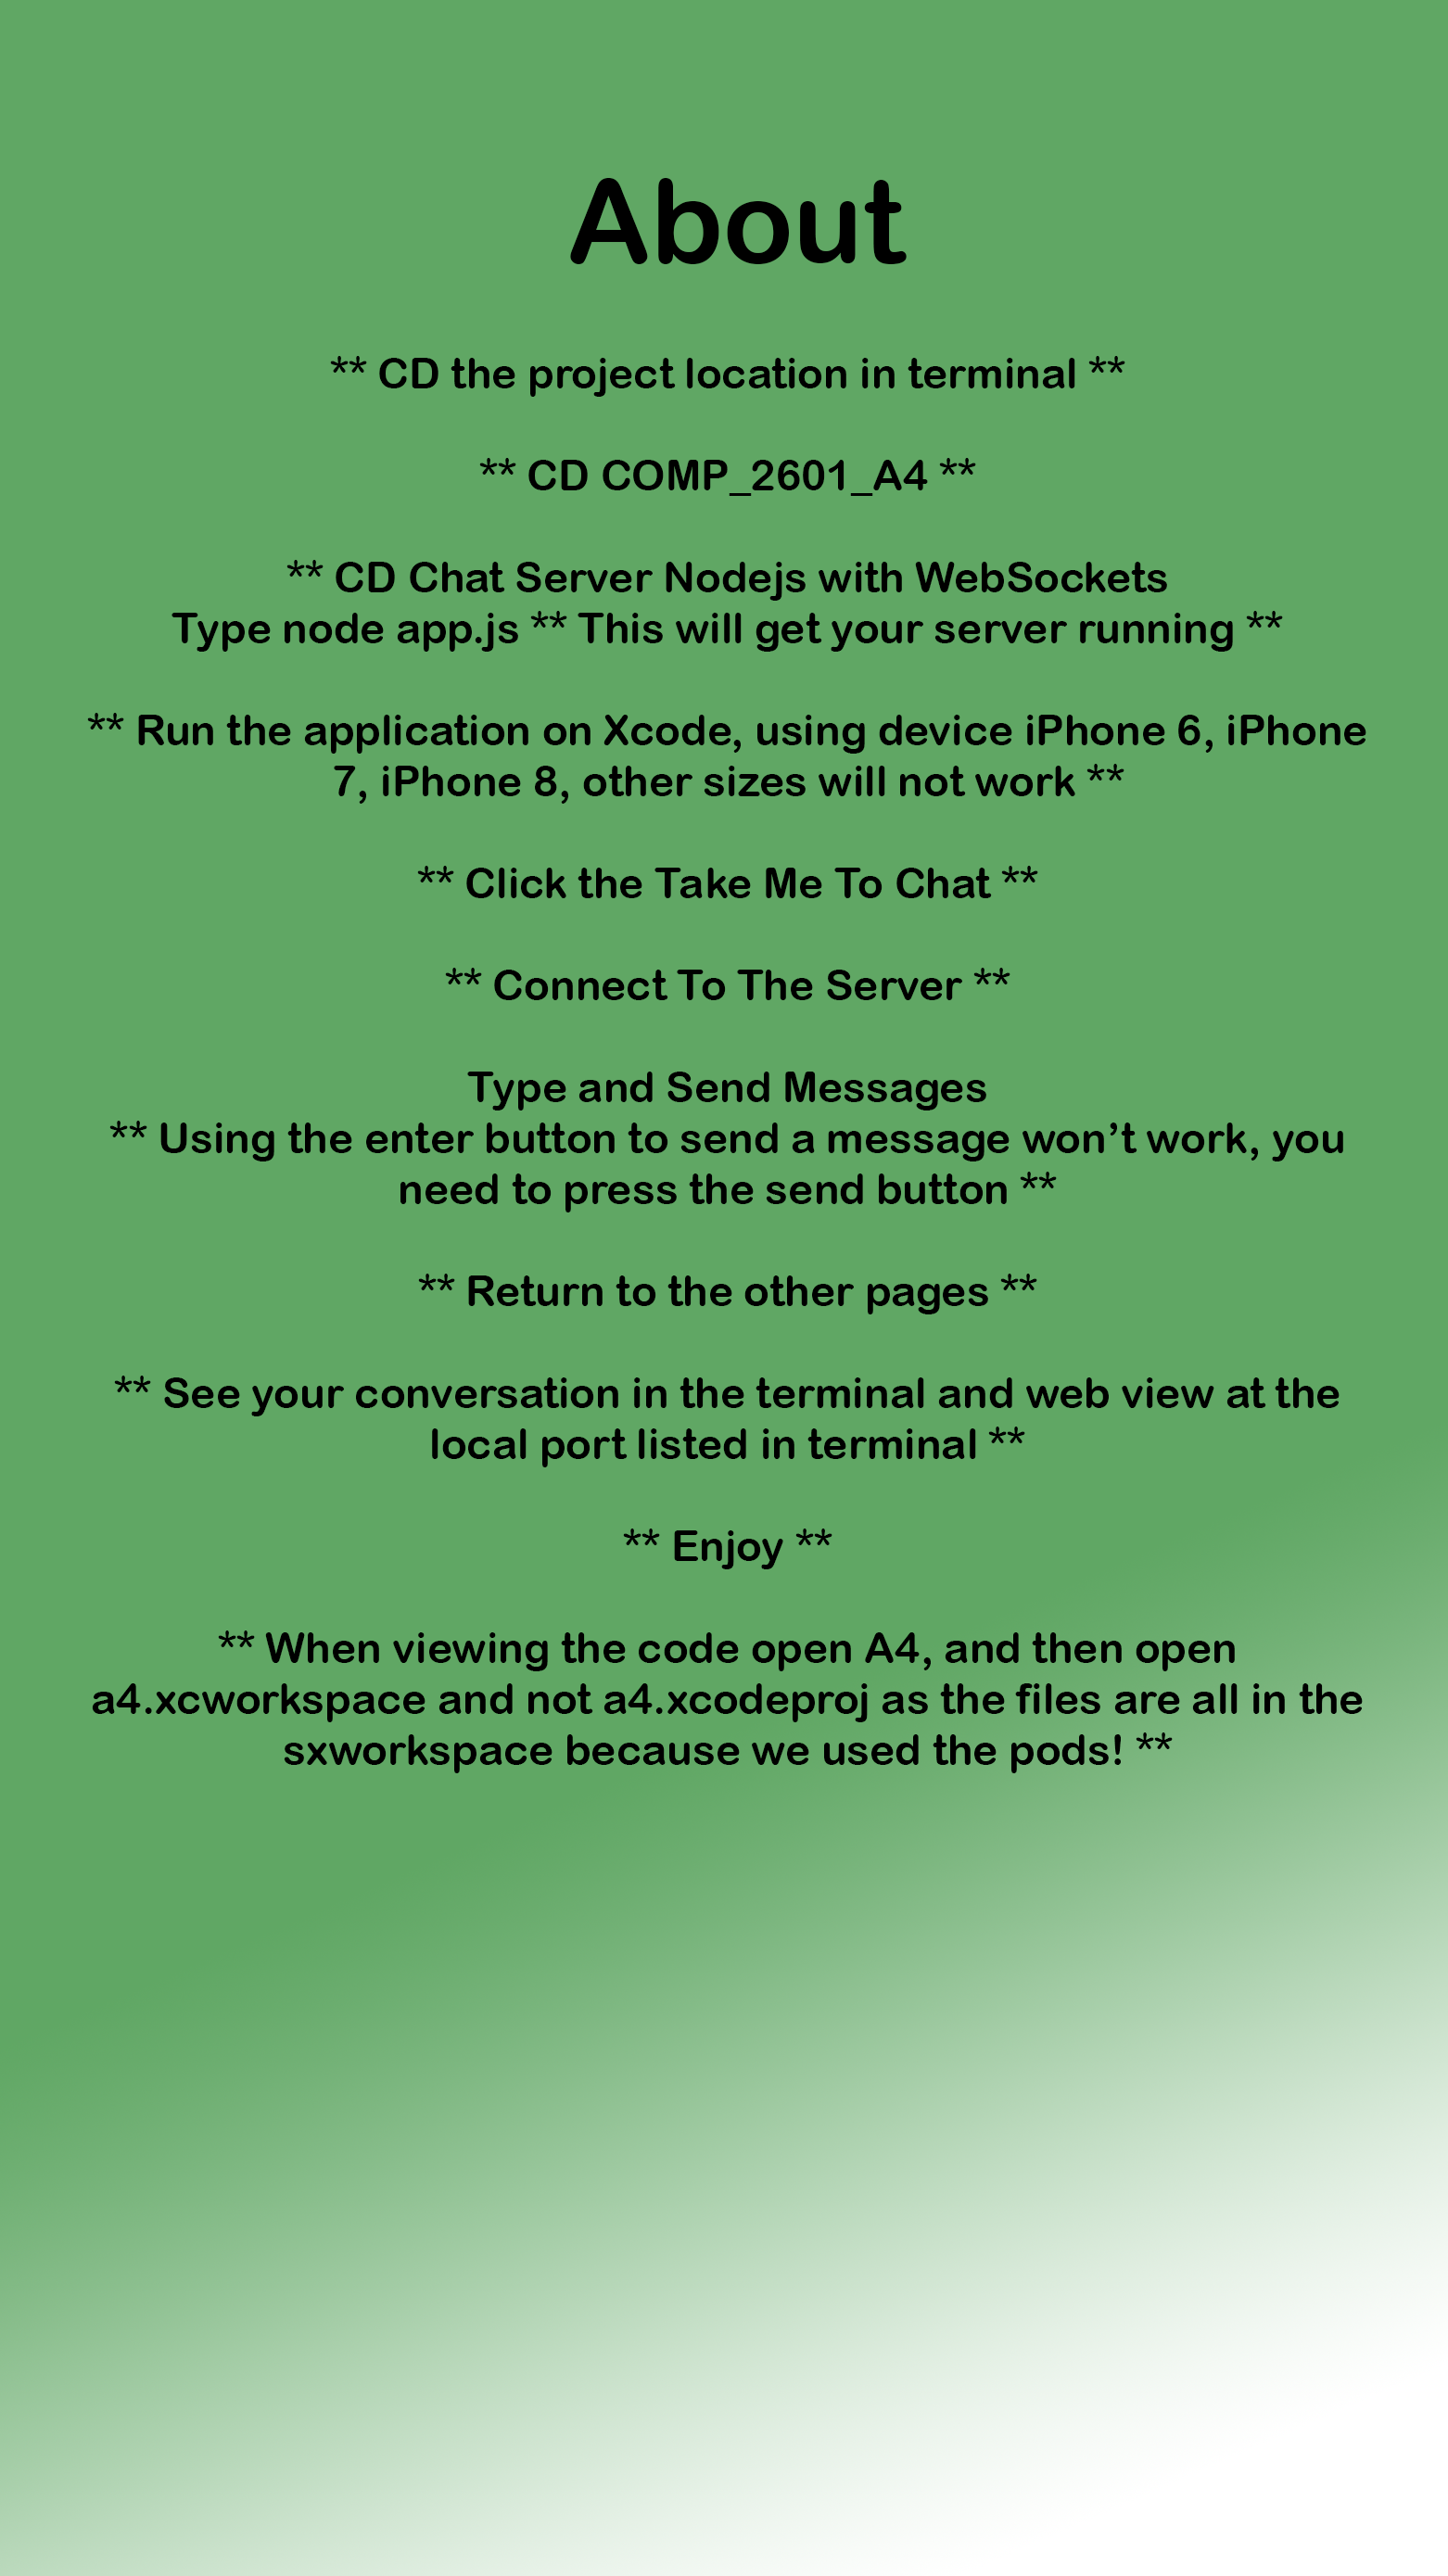 About
** CD the project location in terminal **
** CD COMP_2601_A4 **
** CD Chat Server Nodejs with WebSockets
Type node app.js ** This will get your server running **
** Run the application on Xcode, using device iPhone 6, iPhone
7, iPhone 8, other sizes will not work **
** Click the Take Me To Chat **
** Connect To The Server **
Type and Send Messages
** Using the enter button to send a message won’t work, you
need to press the send button **
** Return to the other pages **
** See your conversation in the terminal and web view at the
local port listed in terminal **
** Enjoy **
** When viewing the code open A4, and then open
a4.xcworkspace and not a4.xcodeproj as the files are all in the
sxworkspace because we used the pods! **